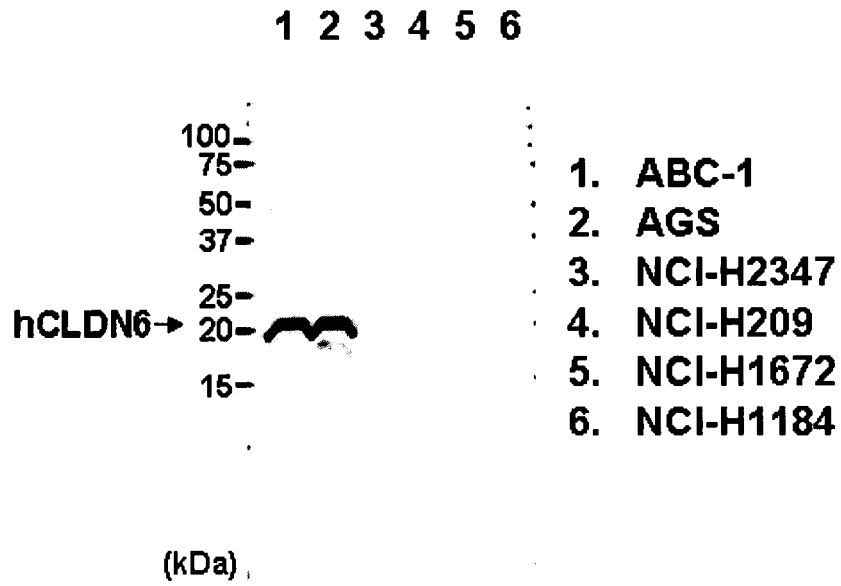 1 2 3 4 5 6
100
75
50
37
25
hCLDN6→ 20
15
(kDa)
1. ABC-1
2. AGS
3. NCI-H2347
4. NCI-H209
5. NCI-H1672
6. NCI-H1184